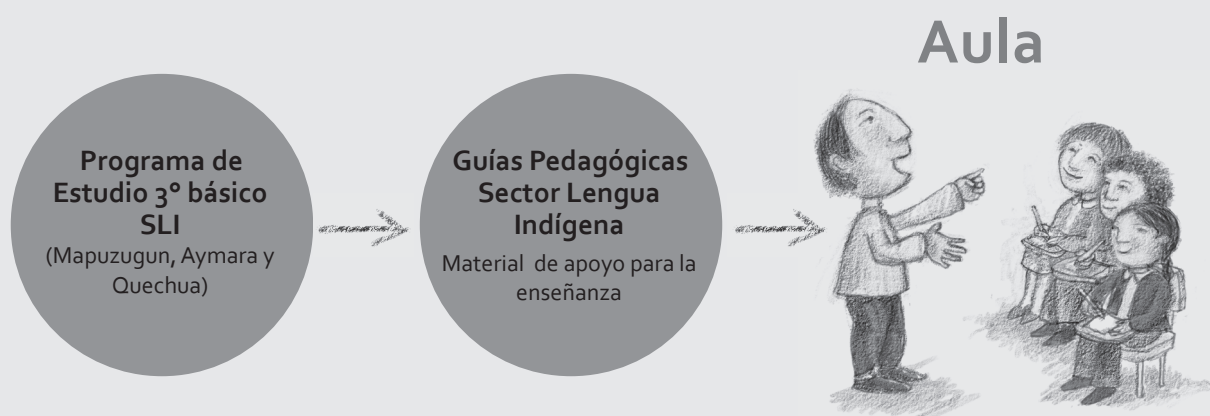 Aula
Programa de
Estudio 3° básico
SLI
(Mapuzugun, Aymara y
Quechua)
Guías Pedagógicas
Sector Lengua
Indígena
Material de apoyo para la
enseñanza